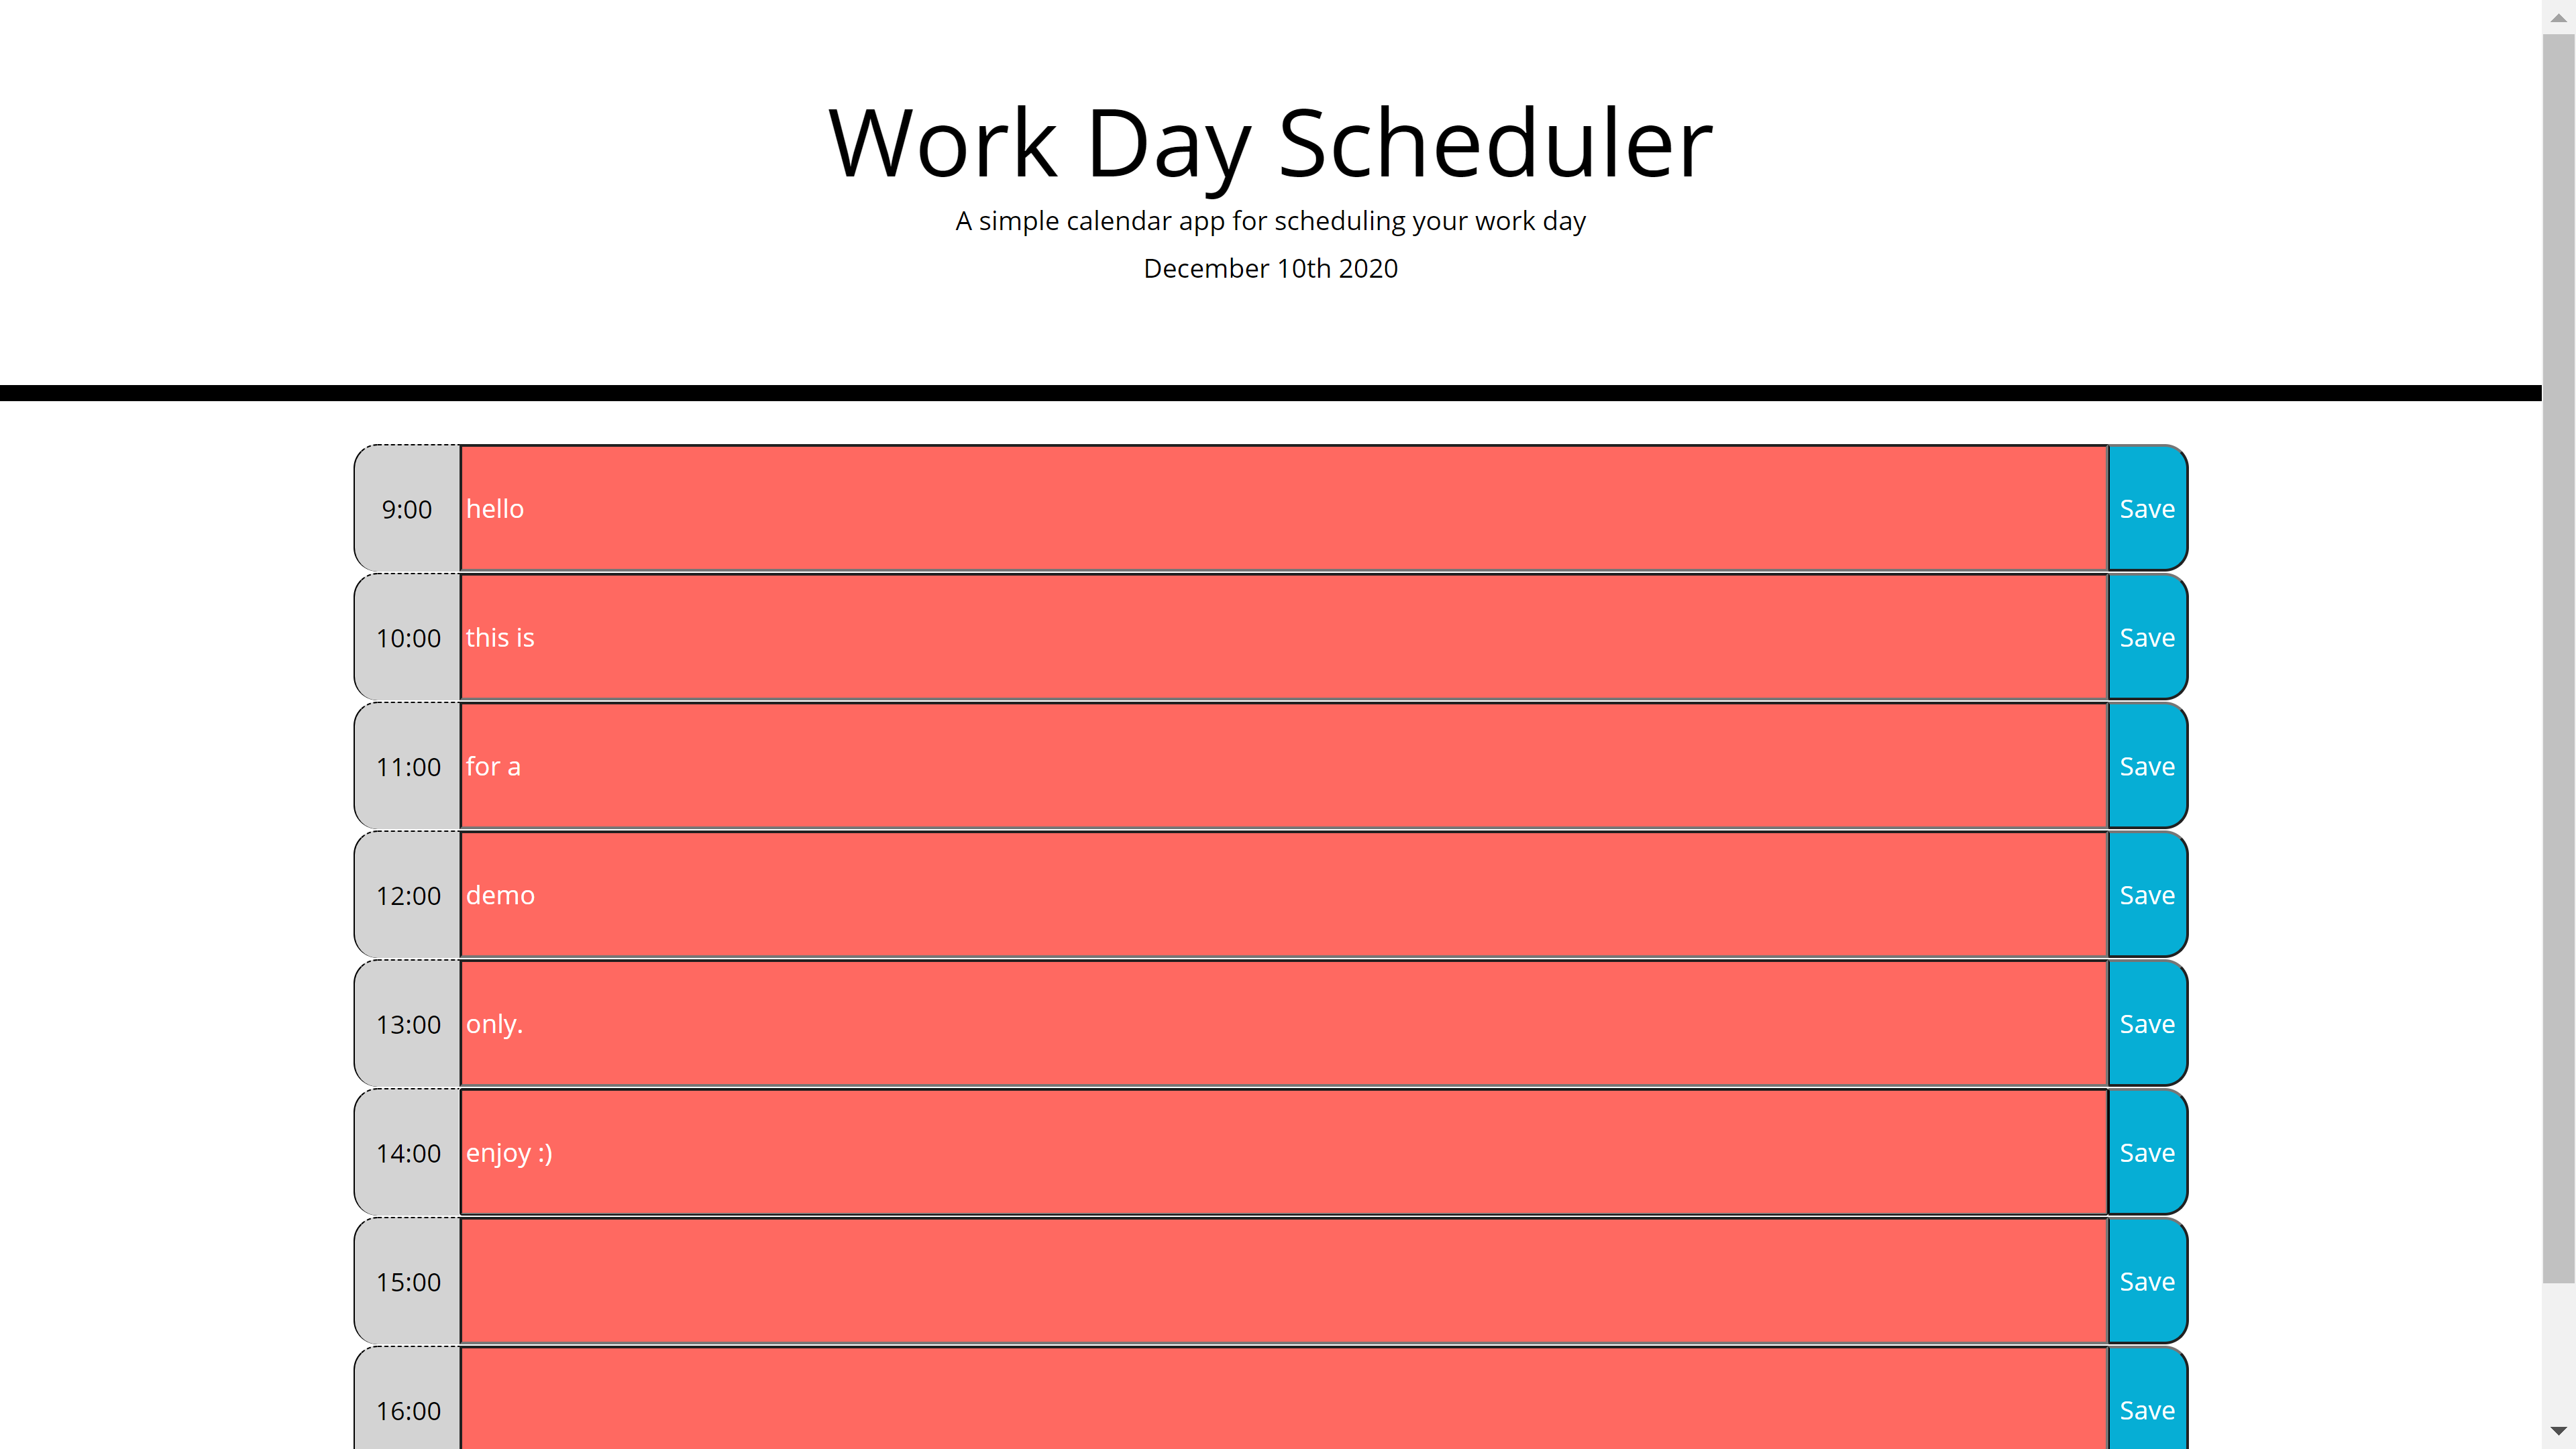 Work Day Scheduler
A simple calendar app for scheduling your work day
December 10th 2020
9:00 hello Save
10:00 this is Save
11:00 for a Save
12:00 demo Save
13:00 only. Save
14:00 enjoy :) Save
15:00 Save
16:00 Save